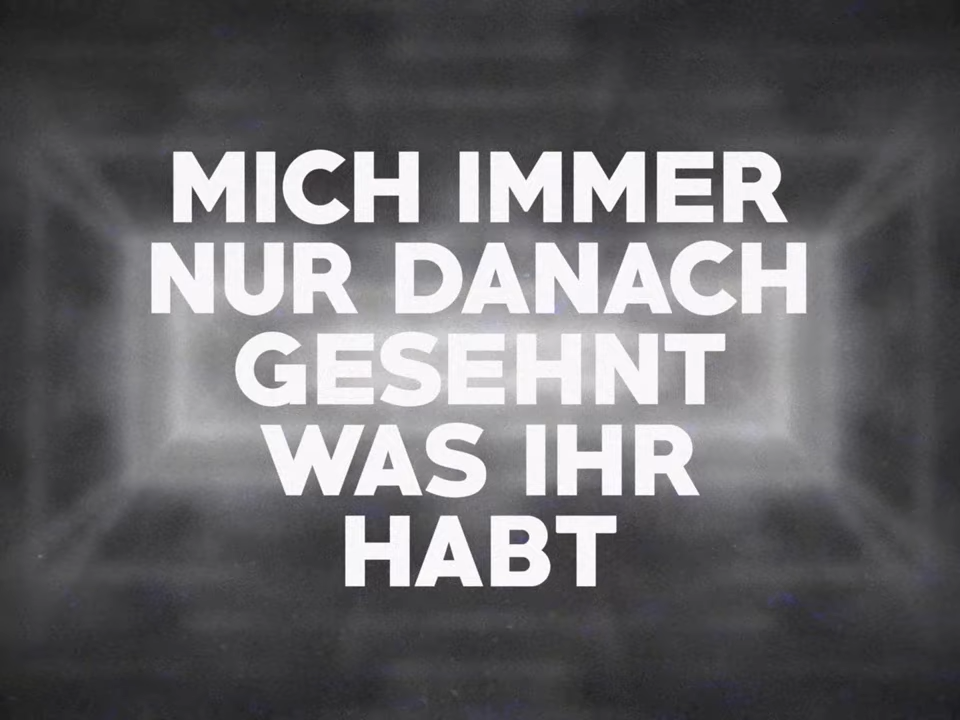 MICH IMMER
NUR DANACH
GESEHNT
WAS IHR
HABT